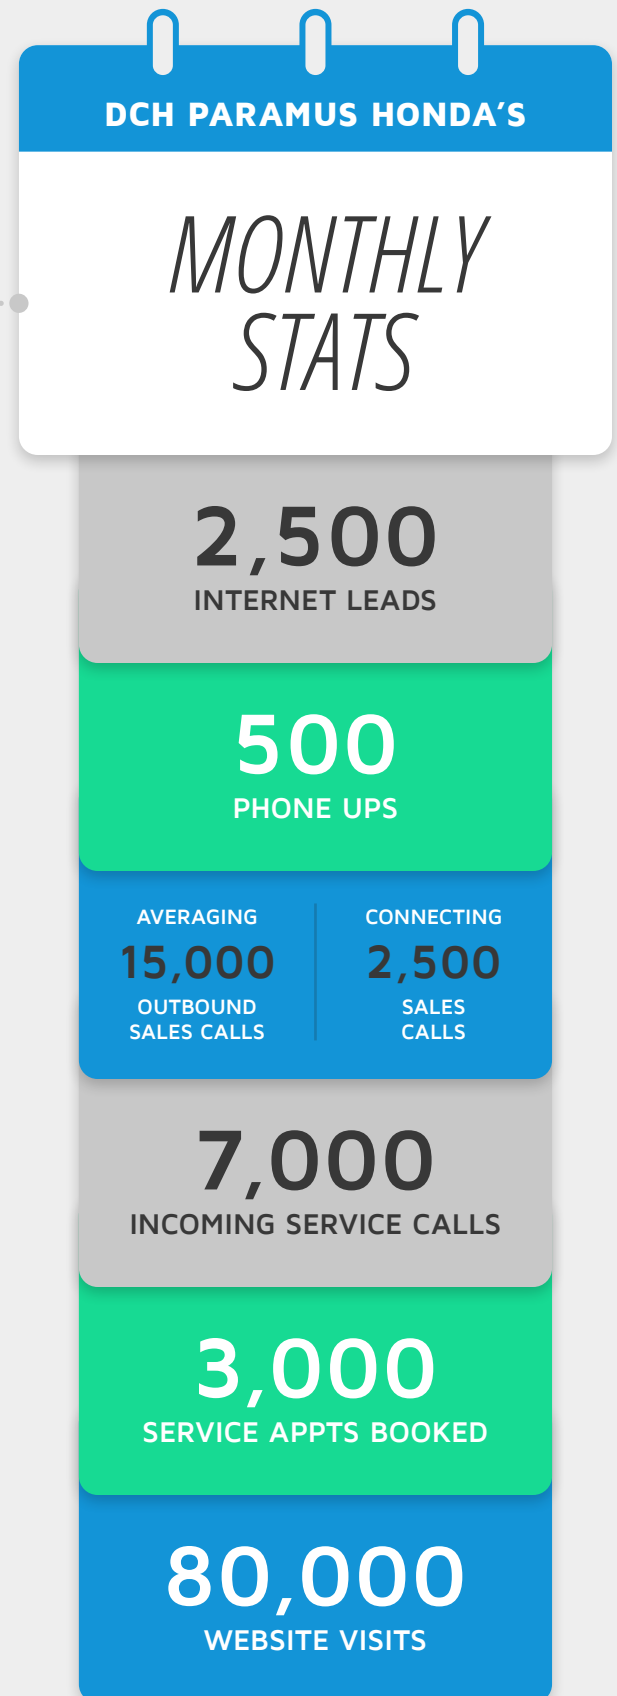 DCH PARAMUS HONDA’S
MONTHLY
STATS
2,500
INTERNET LEADS
500
PHONE UPS
AVERAGING
15,000
OUTBOUND
SALES CALLS
CONNECTING
2,500
SALES
CALLS
7,000
INCOMING SERVICE CALLS
3,000
SERVICE APPTS BOOKED
80,000
WEBSITE VISITS